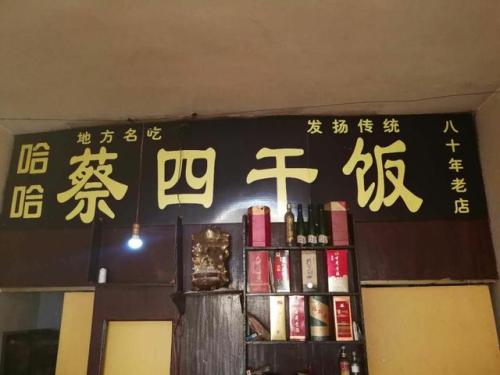 哈哈
地方名吃
发扬传统
蔡四干饭
八十年老店